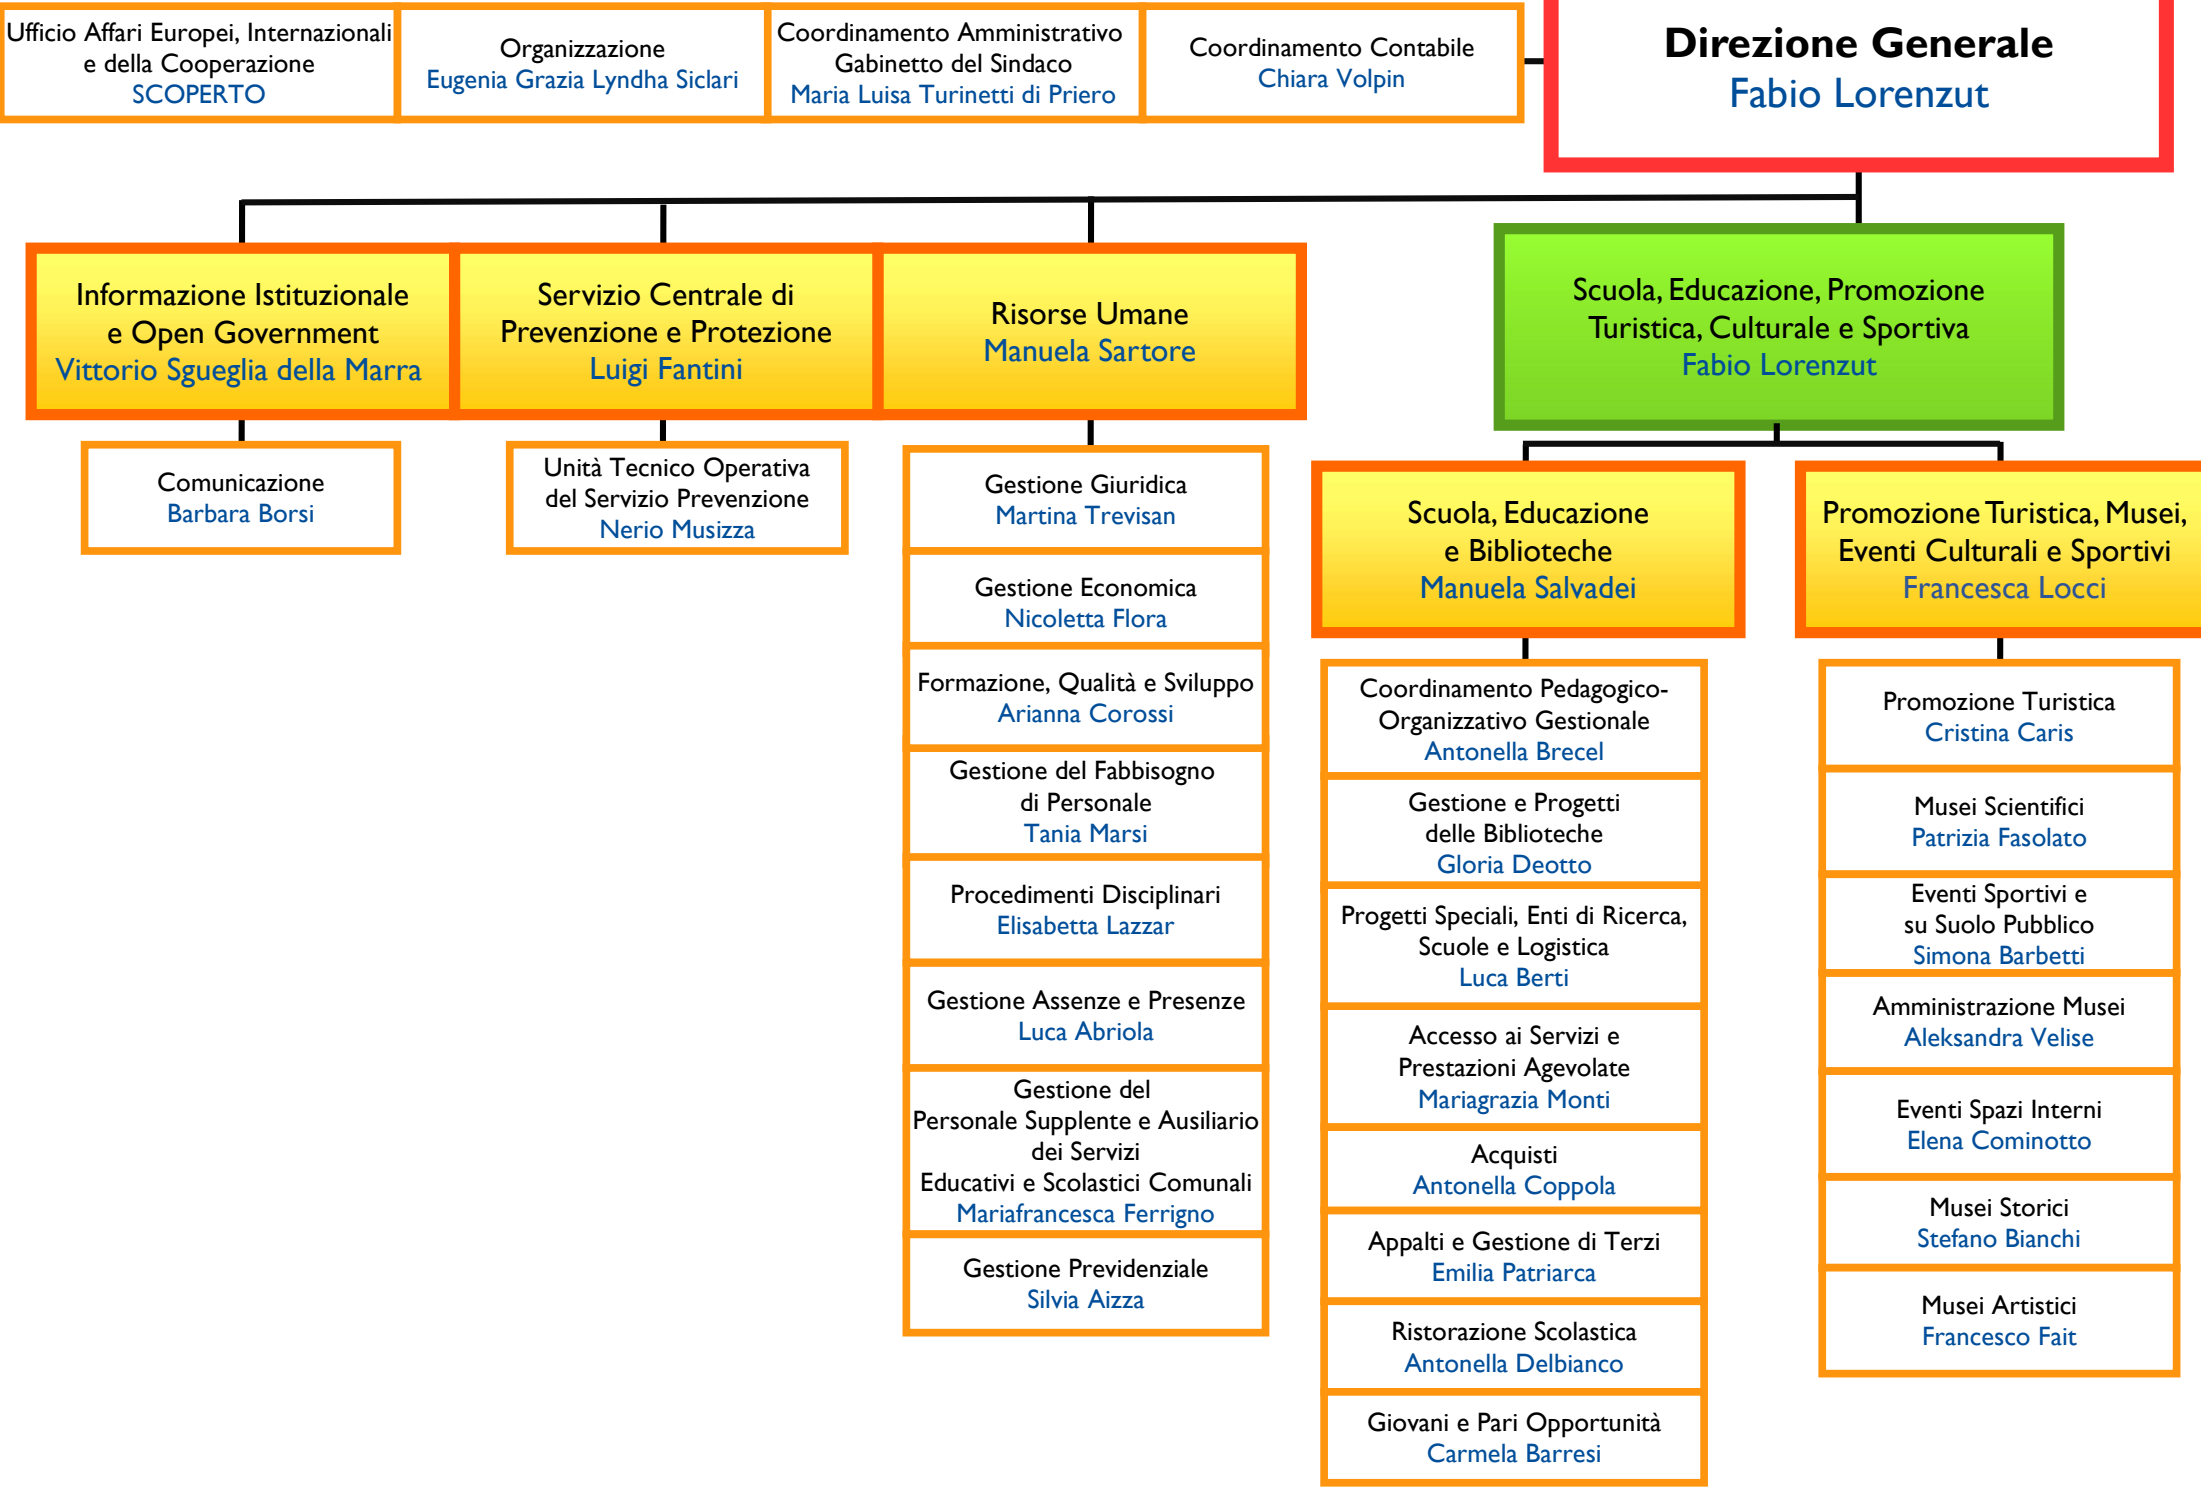 Ufficio Affari Europei, Internazionali
e della Cooperazione
SCOPERTO
Organizzazione
Eugenia Grazia Lyndha Siclari
Coordinamento Amministrativo
Gabinetto del Sindaco
Maria Luisa Turinetti di Priero
Coordinamento Contabile
Chiara Volpin
Direzione Generale
Fabio Lorenzut
Informazione Istituzionale
e Open Government
Vittorio Sgueglia della Marra
Servizio Centrale di
Prevenzione e Protezione
Luigi Fantini
Risorse Umane
Manuela Sartore
Scuola, Educazione, Promozione
Turistica, Culturale e Sportiva
Fabio Lorenzut
Comunicazione
Barbara Borsi
Unità Tecnico Operativa
del Servizio Prevenzione
Nerio Musizza
Gestione Giuridica
Martina Trevisan
Gestione Economica
Nicoletta Flora
Formazione, Qualità e Sviluppo
Arianna Corossi
Gestione del Fabbisogno
di Personale
Tania Marsi
Procedimenti Disciplinari
Elisabetta Lazzar
Gestione Assenze e Presenze
Luca Abriola
Gestione del
Personale Supplente e Ausiliario
dei Servizi
Educativi e Scolastici Comunali
Mariafrancesca Ferrigno
Gestione Previdenziale
Silvia Aizza
Scuola, Educazione
e Biblioteche
Manuela Salvadei
Coordinamento Pedagogico-
Organizzativo Gestionale
Antonella Brecel
Gestione e Progetti
delle Biblioteche
Gloria Deotto
Progetti Speciali, Enti di Ricerca,
Scuole e Logistica
Luca Berti
Accesso ai Servizi e
Prestazioni Agevolate
Mariagrazia Monti
Acquisti
Antonella Coppola
Appalti e Gestione di Terzi
Emilia Patriarca
Ristorazione Scolastica
Antonella Delbianco
Giovani e Pari Opportunità
Carmela Barresi
Promozione Turistica, Musei,
Eventi Culturali e Sportivi
Francesca Locci
Promozione Turistica
Cristina Caris
Musei Scientifici
Patrizia Fasolato
Eventi Sportivi e
su Suolo Pubblico
Simona Barbetti
Amministrazione Musei
Aleksandra Velise
Eventi Spazi Interni
Elena Cominotto
Musei Storici
Stefano Bianchi
Musei Artistici
Francesco Fait